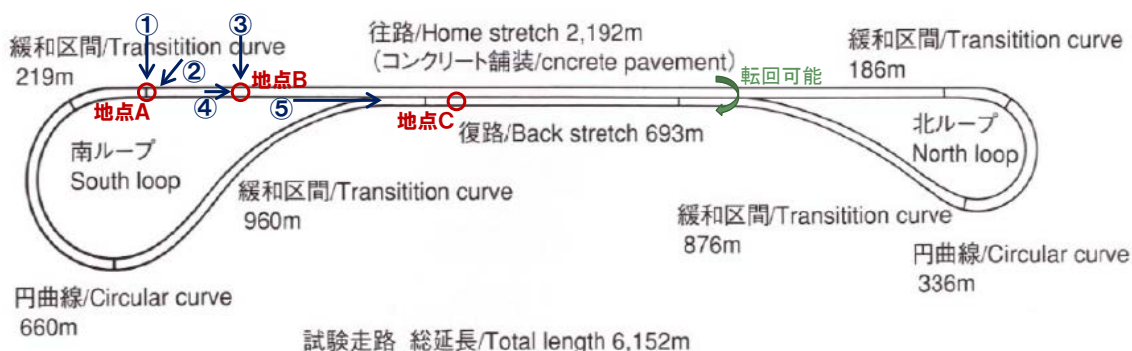 ①
③
緩和区間/Transitition curve
219m
②
地点A
④
地点B
⑤
往路/Home stretch 2,192m
(コンクリート舗装/cncrete pavement)
転回可能
緩和区間/Transitition curve
186m
地点C
復路/Back stretch 693m
南ループ
South loop
北ループ
North loop
緩和区間/Transitition curve
960m
緩和区間/Transitition curve
876m
円曲線/Circular curve
660m
円曲線/Circular curve
336m
試験走路 総延長/Total length 6,152m